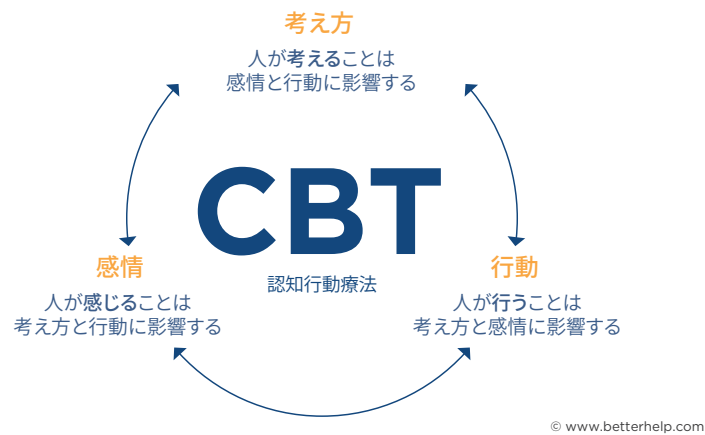 考え方
人が考えることは
感情と行動に影響する
CBT
認知行動療法
感情
人が感じることは
考え方と行動に影響する
行動
人が行うことは
考え方と感情に影響する
© www.betterhelp.com